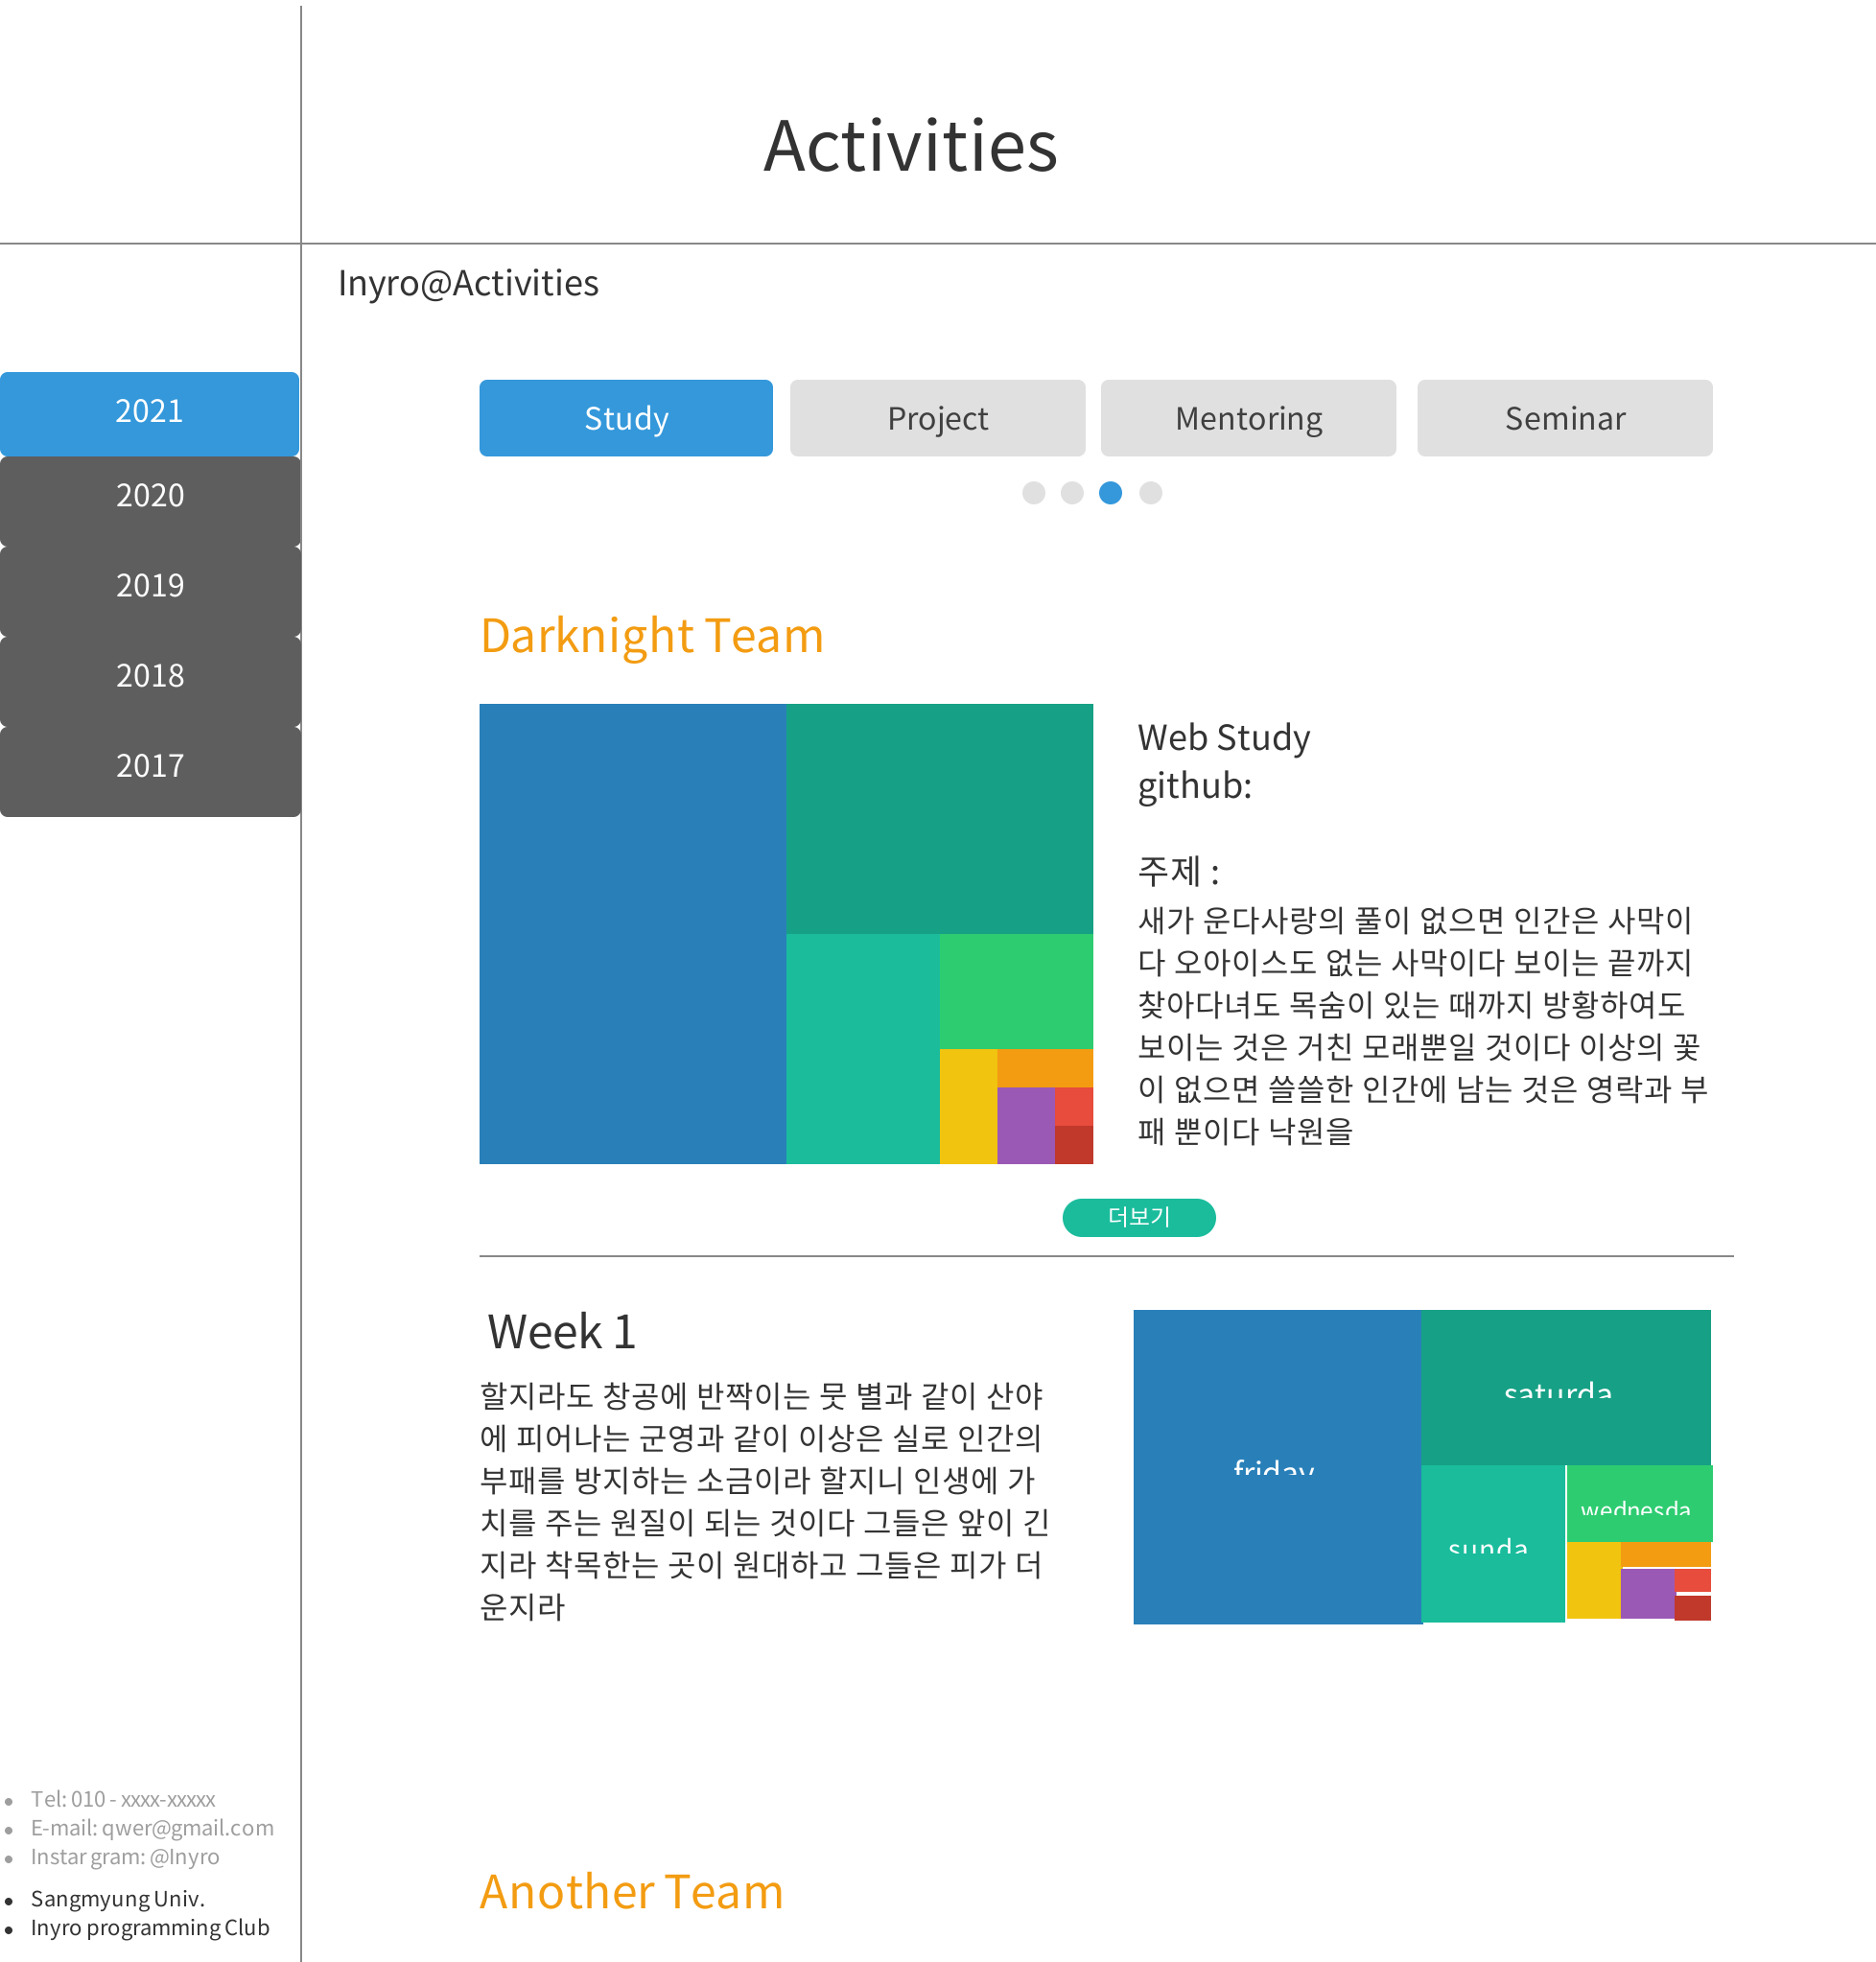 Activities
Inyro@Activities
2021
2020
2019
2018
2017
Study
Project
Mentoring
Seminar
Darknight Team
Web Study
github:
주제 :
새가 운다사랑의 풀이 없으면 인간은 사막이
다 오아이스도 없는 사막이다 보이는 끝까지
찾아다녀도 목숨이 있는 때까지 방황하여도
보이는 것은 거친 모래뿐일 것이다 이상의 꽃
이 없으면 쓸쓸한 인간에 남는 것은 영락과 부
패 뿐이다 낙원을
더보기
Week 1
할지라도 창공에 반짝이는 뭇 별과 같이 산야
에 피어나는 군영과 같이 이상은 실로 인간의
부패를 방지하는 소금이라 할지니 인생에 가
치를 주는 원질이 되는 것이다 그들은 앞이 긴
지라 착목한는 곳이 원대하고 그들은 피가 더
운지라
saturda
friday
wednesda
sunda
Tel: 010 - xxxx-xxxxx
E-mail: qwer@gmail.com
Instar gram: @Inyro
Sangmyung Univ.
Inyro programming Club
Another Team